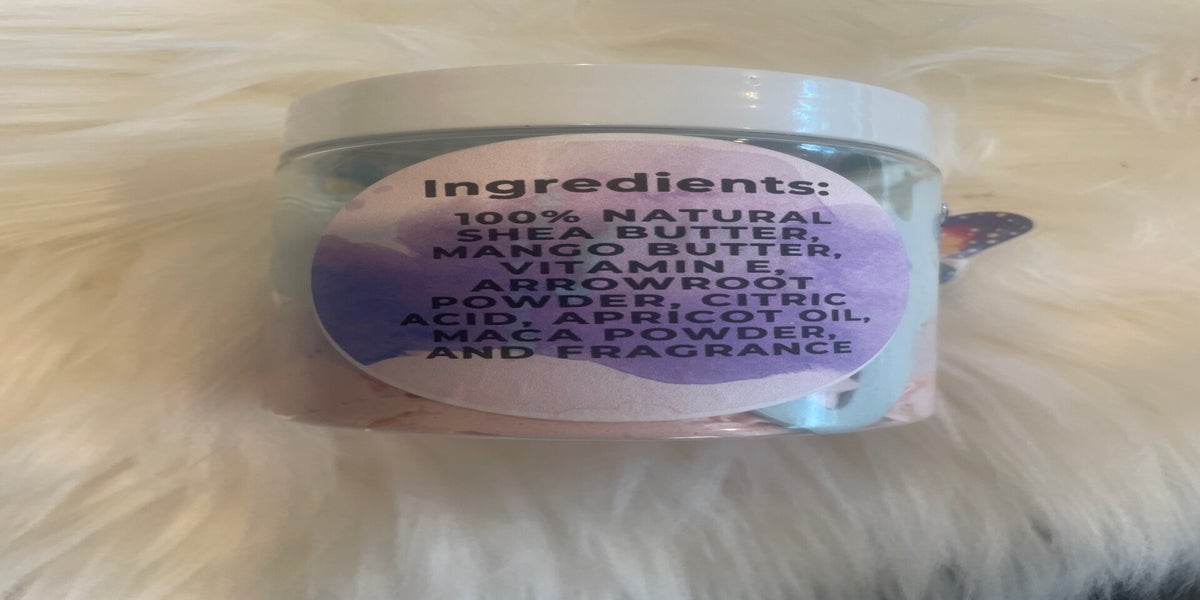 Ingredients:
100% NATURAL
SHEA BUTTER,
MANGO BUTTER,
VITAMIN E,
ARROWROOT
POWDER, CITRIC
ACID, APRICOT OIL,
MACA POWDER,
AND FRAGRANCE